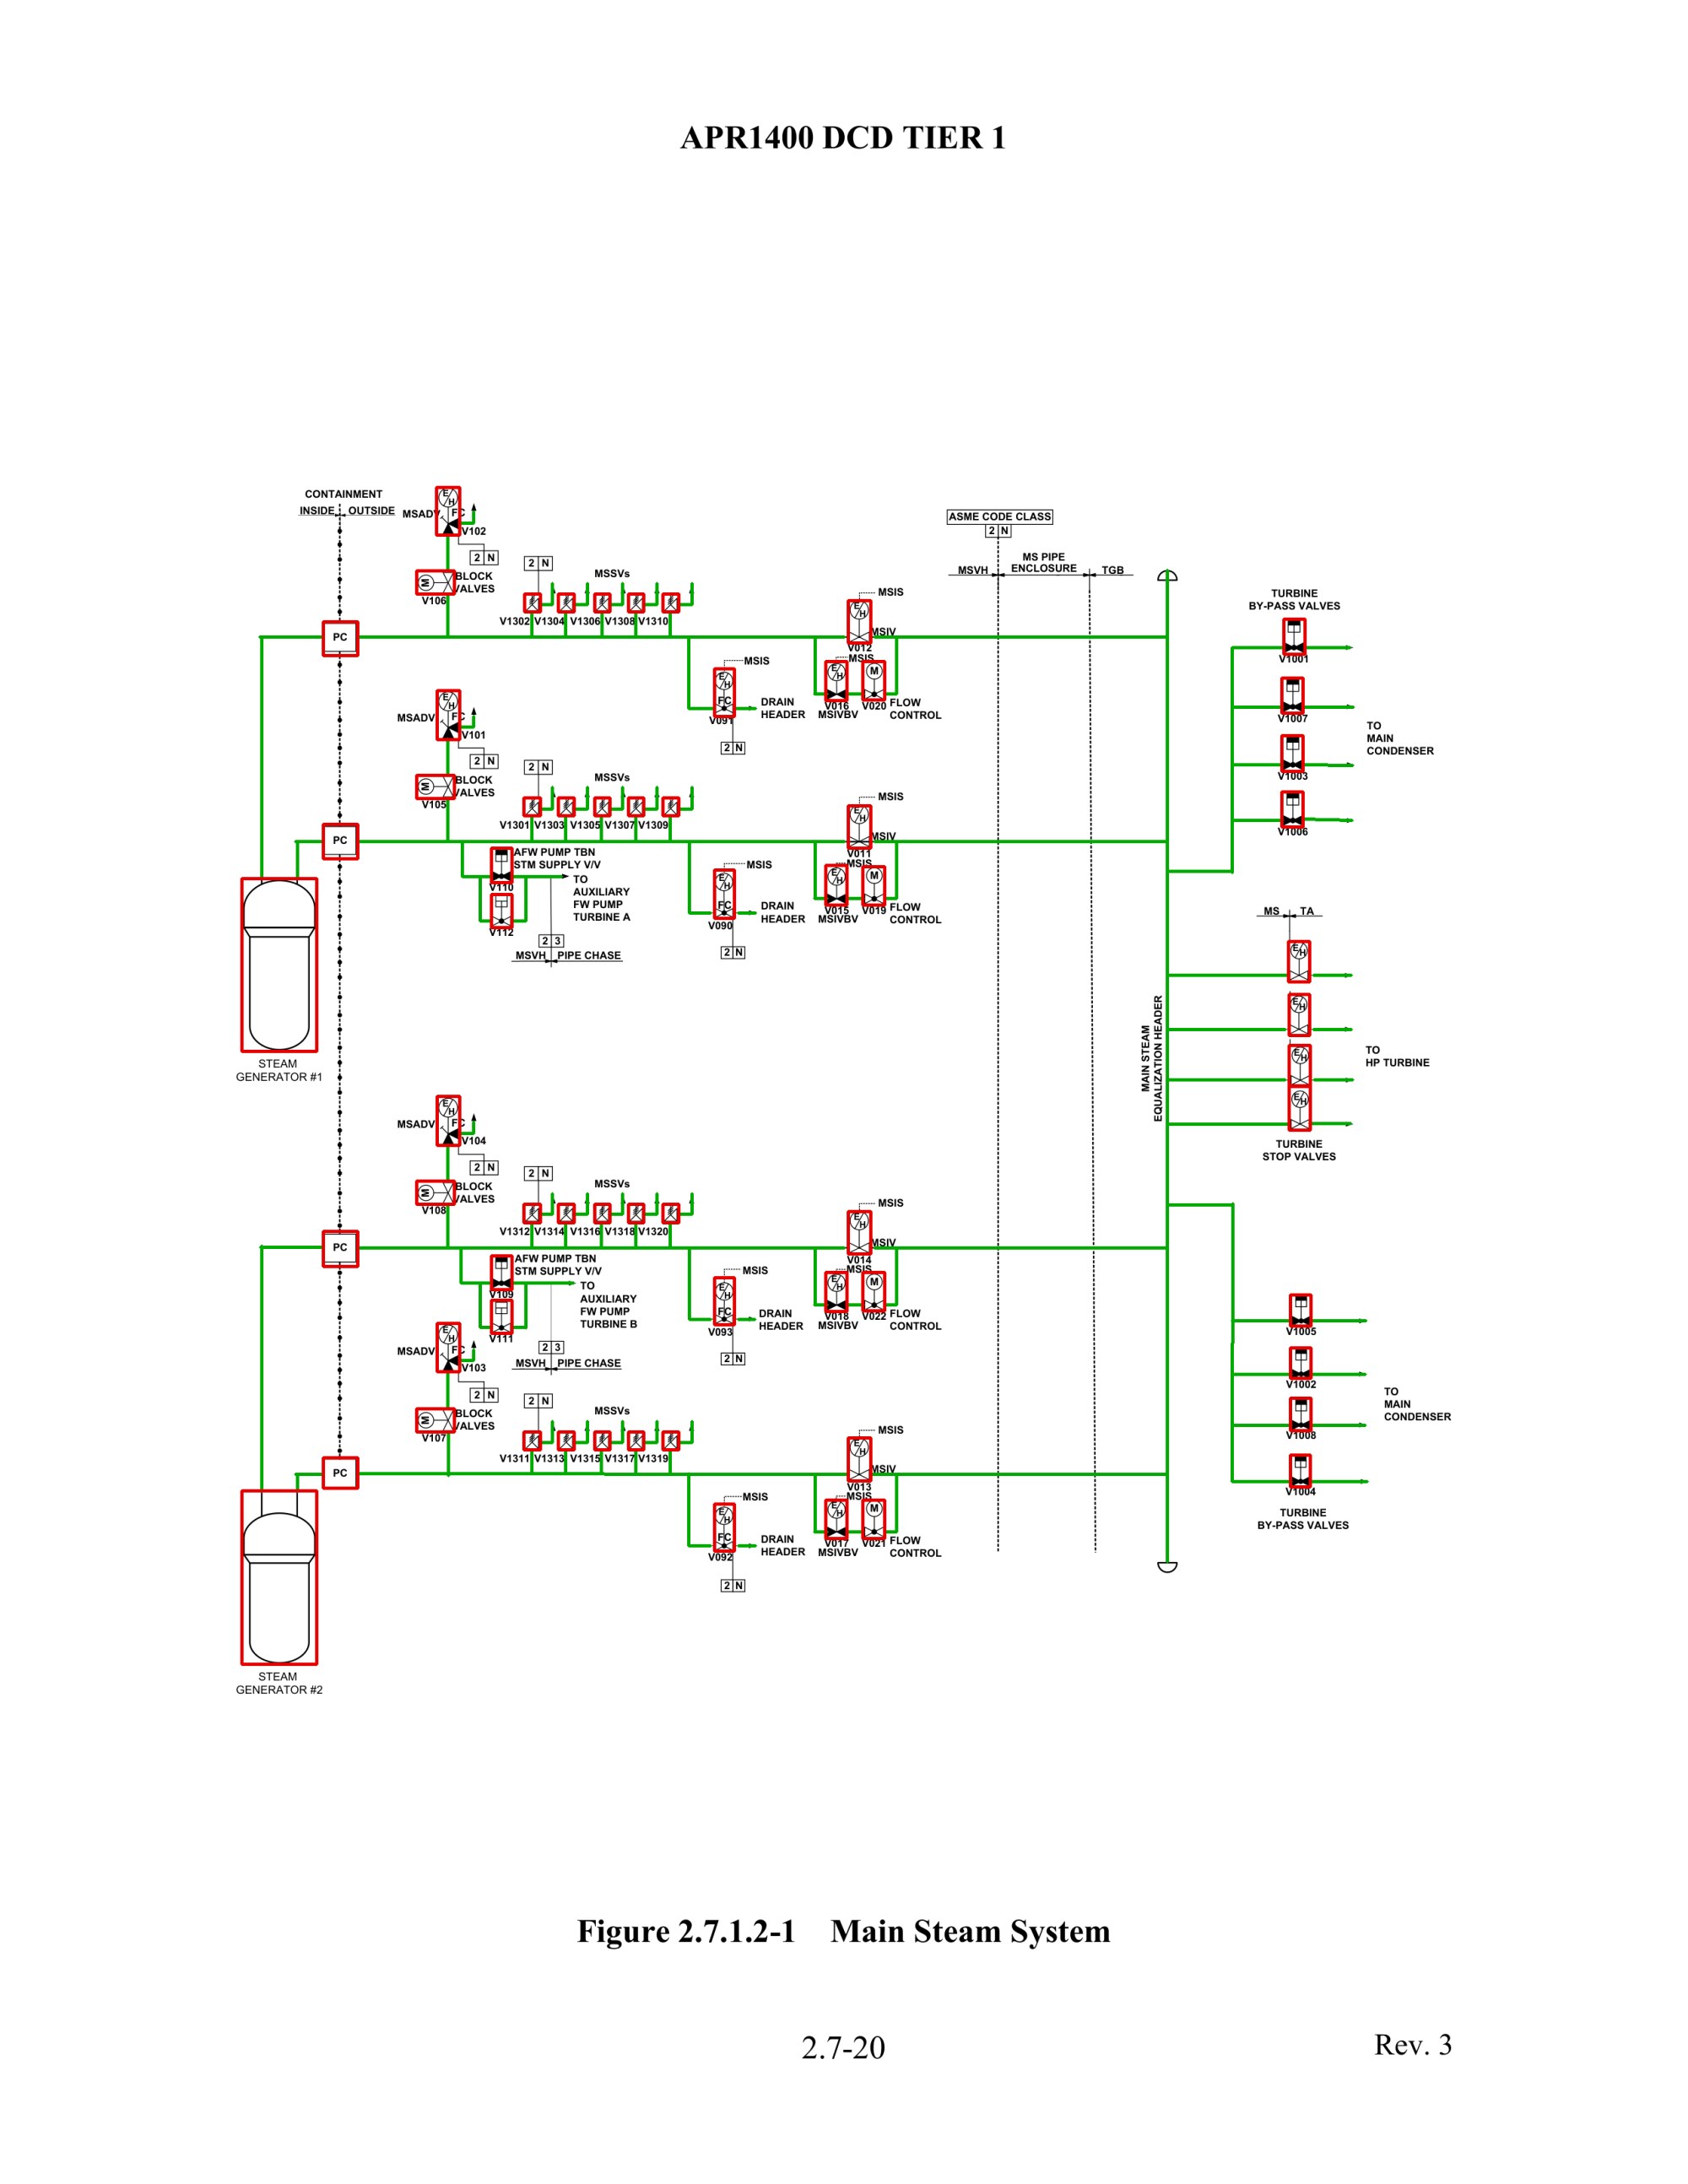 APR1400 DCD TIER 1
CONTAINMENT
INSIDE OUTSIDE
MSADV
E/H
FC
V102
2 N
M
BLOCK
VALVES
V106
2 N
MSSVs
V1302 V1304 V1306 V1308 V1310
PC
MSIS
E/H
MSIV
V012
MSIS
E/H
FC
V091
DRAIN
HEADER
2 N
MSIS
E/H
V016
MSIVBV
M
V020
FLOW
CONTROL
ASME CODE CLASS
2 N
MSVH
MS PIPE
ENCLOSURE
TGB
MSADV
E/H
FC
V101
2 N
M
BLOCK
VALVES
V105
2 N
MSSVs
V1301 V1303 V1305 V1307 V1309
PC
MSIS
E/H
MSIV
V011
AFW PUMP TBN
STM SUPPLY V/V
V110
TO
AUXILIARY
FW PUMP
TURBINE A
V112
2 3
MSVH PIPE CHASE
MSIS
E/H
FC
V090
DRAIN
HEADER
2 N
MSIS
E/H
V015
MSIVBV
M
V019
FLOW
CONTROL
STEAM
GENERATOR #1
MSADV
E/H
FC
V104
2 N
M
BLOCK
VALVES
V108
2 N
MSSVs
V1312 V1314 V1316 V1318 V1320
PC
MSIS
E/H
MSIV
V014
AFW PUMP TBN
STM SUPPLY V/V
V109
TO
AUXILIARY
FW PUMP
TURBINE B
V111
2 3
MSVH PIPE CHASE
MSIS
E/H
FC
V093
DRAIN
HEADER
2 N
MSIS
E/H
V018
MSIVBV
M
V022
FLOW
CONTROL
MSADV
E/H
FC
V103
2 N
M
BLOCK
VALVES
V107
2 N
MSSVs
V1311 V1313 V1315 V1317 V1319
PC
MSIS
E/H
MSIV
V013
MSIS
E/H
FC
V092
DRAIN
HEADER
2 N
MSIS
E/H
V017
MSIVBV
M
V021
FLOW
CONTROL
STEAM
GENERATOR #2
MAIN STEAM
EQUALIZATION HEADER
TURBINE
BY-PASS VALVES
V1001
V1007
V1003
V1006
TO
MAIN
CONDENSER
MS TA
E/H
E/H
E/H
E/H
TO
HP TURBINE
TURBINE
STOP VALVES
V1005
V1002
V1008
V1004
TO
MAIN
CONDENSER
TURBINE
BY-PASS VALVES
Figure 2.7.1.2-1 Main Steam System
2.7-20
Rev. 3